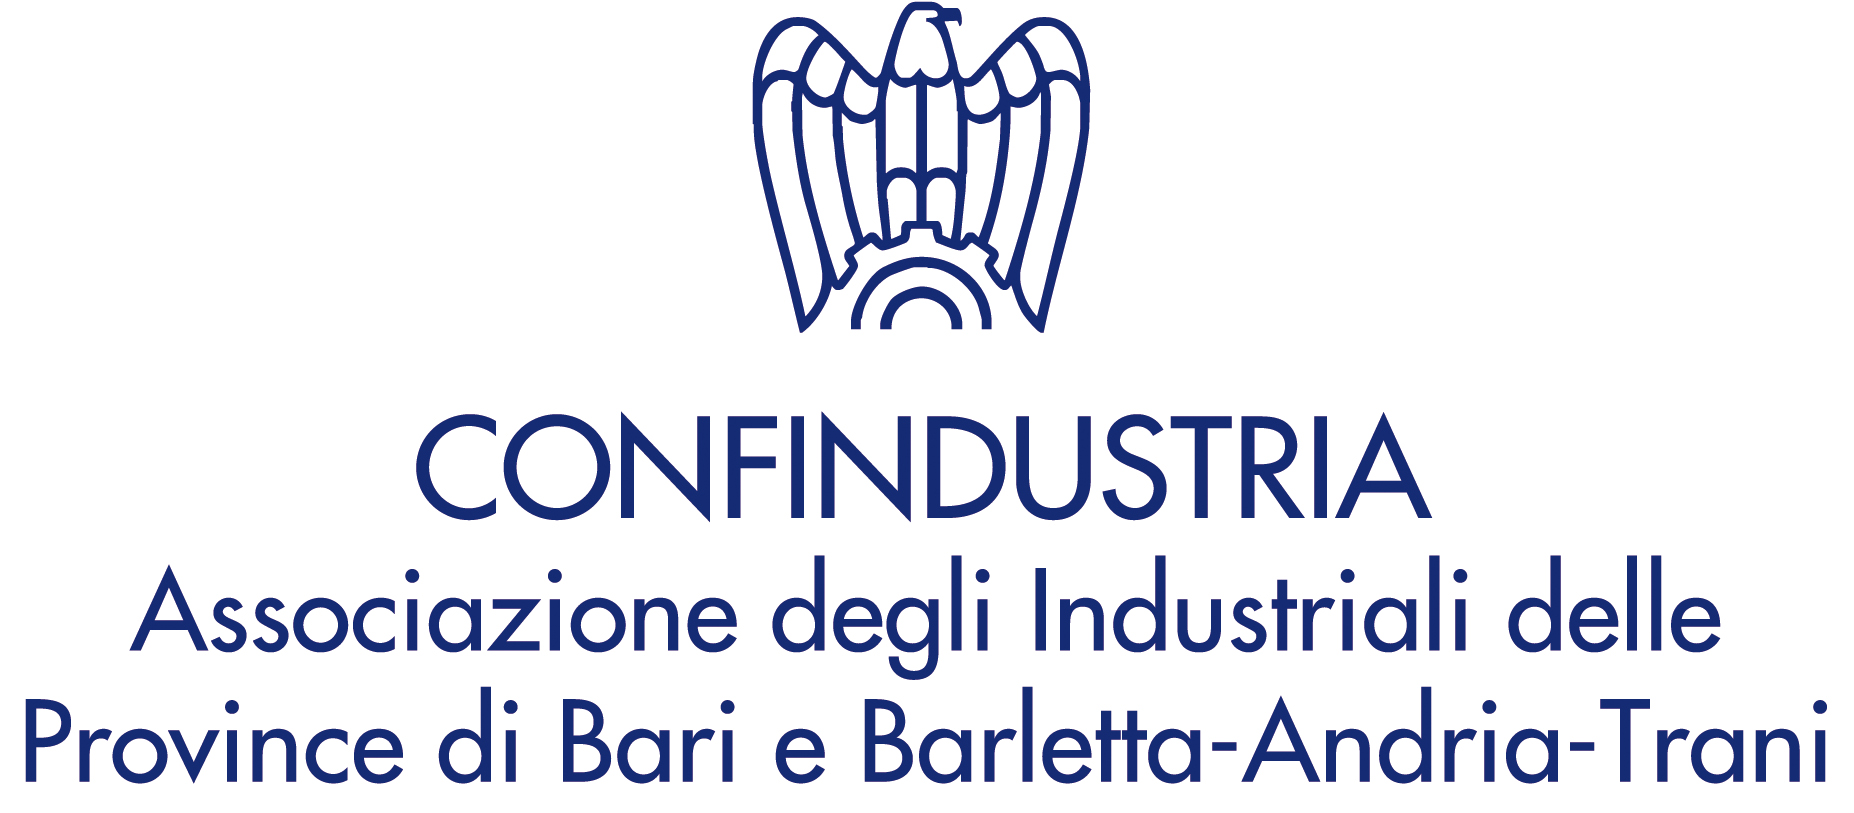 CONFINDUSTRIA
Associazione degli Industriali delle
Province di Bari e Barletta-Andria-Trani